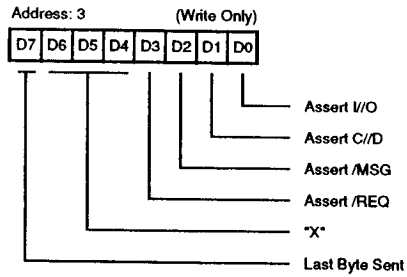 Address: 3 (Write Only)
D7 D6 D5 D4 D3 D2 D1 D0
Assert I//O
Assert C//D
Assert /MSG
Assert /REQ
"X"
Last Byte Sent